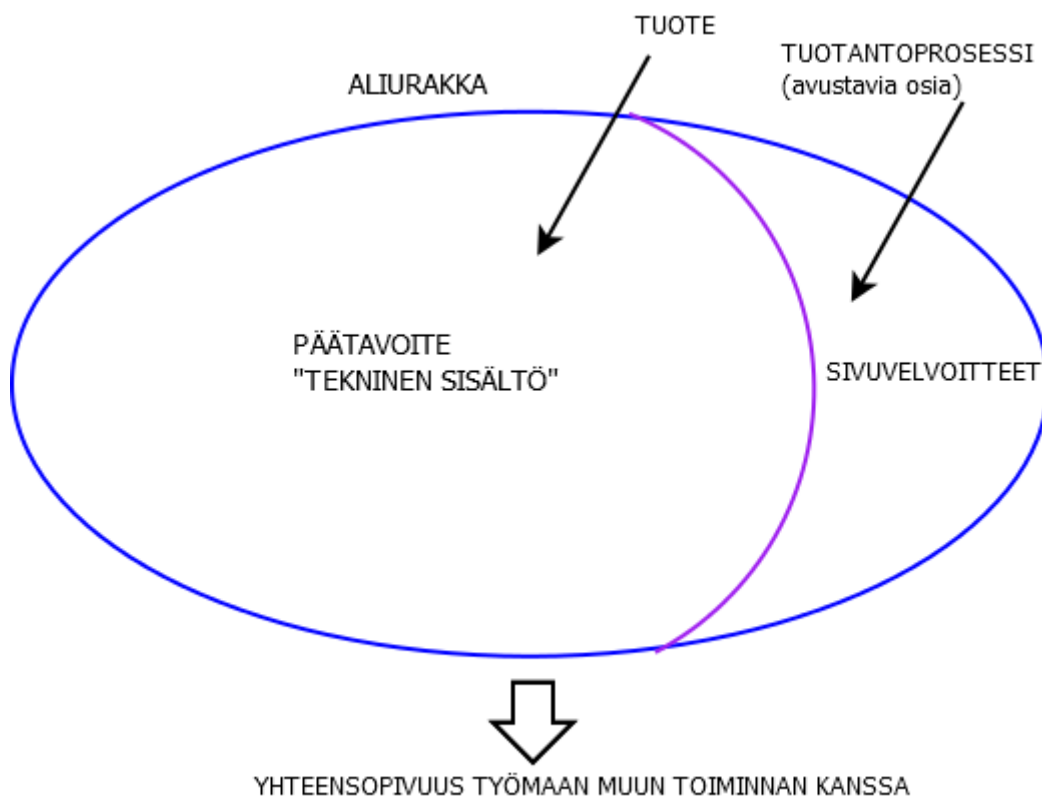 TUOTE
TUOTANTOPROSESSI
(avustavia osia)
ALIURAKKA
PÄÄTAVOITE
"TEKNINEN SISÄLTÖ"
SIVUVELVOITTEET
YHTEENSOPIVUUS TYÖMAAN MUUN TOIMINNAN KANSSA